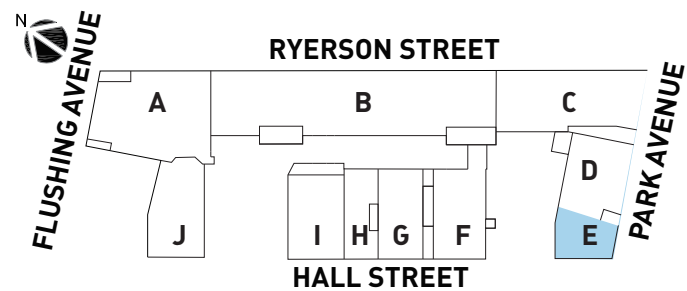 N
FLUSHING AVENUE
RYERSON STREET
PARK AVENUE
A
B
C
D
J
I
H
G
F
E
HALL STREET